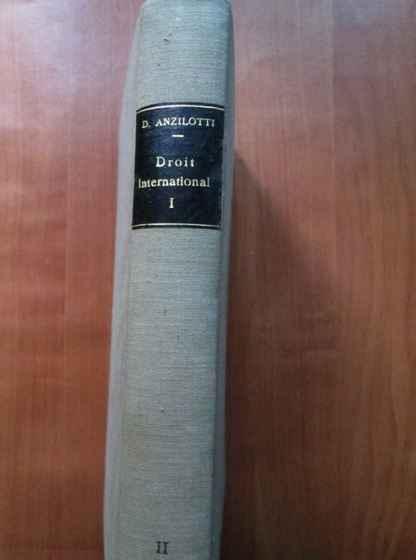 D. ANZILOTTI
Droit
International
I
II